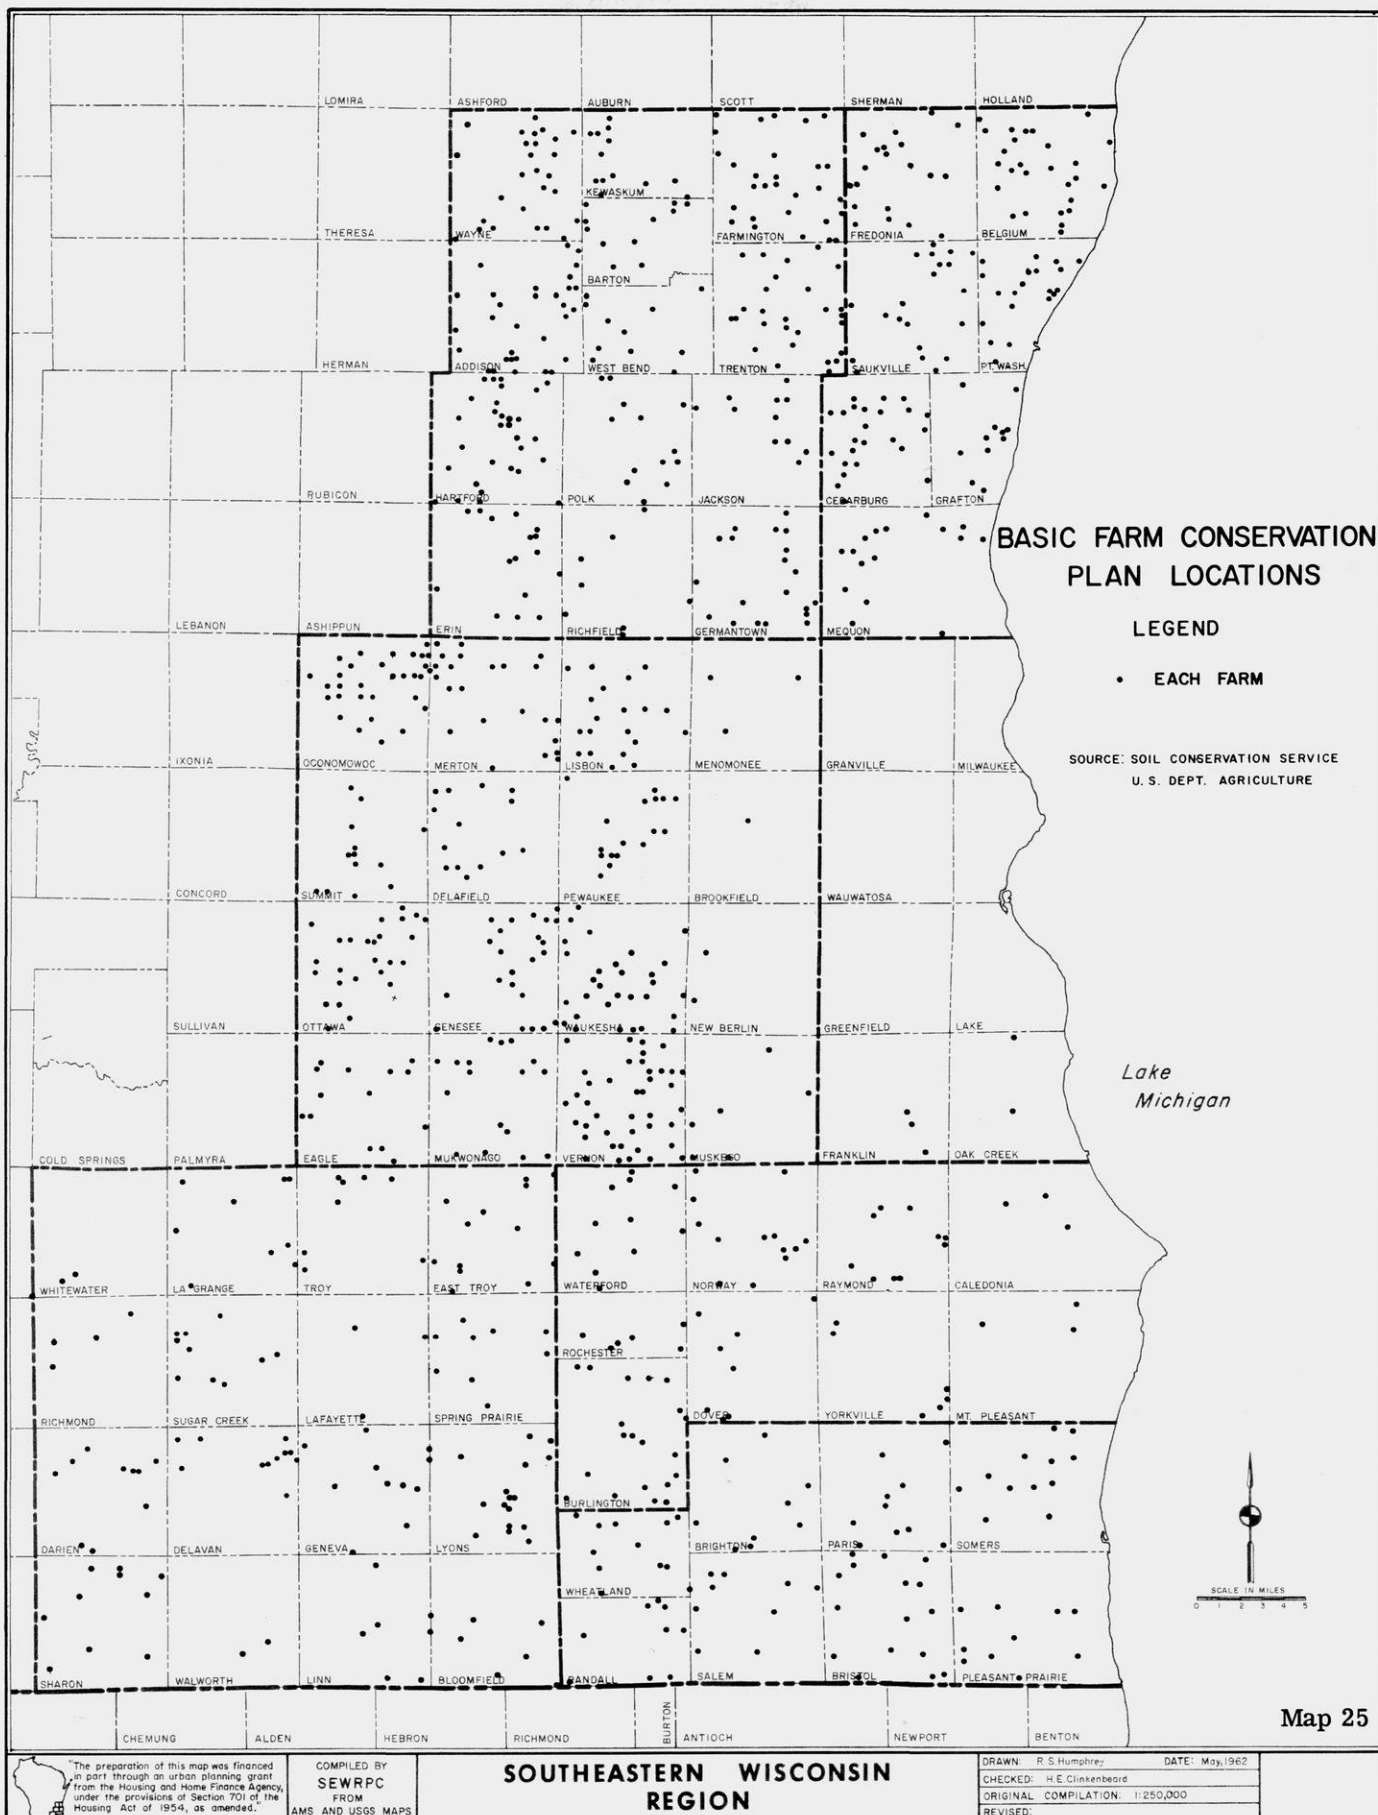 LOMIRA
ASHFORD
AUBURN
SCOTT
SHERMAN
HOLLAND
KEWASKUM
THERESA
WAYNE
FARMINGTON
FREDONIA
BELGIUM
BARTON
HERMAN
ADDISON
WEST BEND
TRENTON
SAUKVILLE
PT. WASH.
RUBICON
HARTFORD
POLK
JACKSON
CEDARBURG
GRAFTON
BASIC FARM CONSERVATION
PLAN LOCATIONS
LEGEND
• EACH FARM
SOURCE: SOIL CONSERVATION SERVICE
U. S. DEPT. AGRICULTURE
LEBANON
ASHIPPUN
ERIN
RICHFIELD
GERMANTOWN
MEQUON
IXONIA
OCONOMOWOC
MERTON
LISBON
MENOMONEE
GRANVILLE
MILWAUKEE
CONCORD
SUMMIT
DELAFIELD
PEWAUKEE
BROOKFIELD
WAUWATOSA
SULLIVAN
OTTAWA
GENESEE
WAUKESHA
NEW BERLIN
GREENFIELD
LAKE
Lake
Michigan
COLD SPRINGS
PALMYRA
EAGLE
MUKWONAGO
VERNON
MUSKEGO
FRANKLIN
OAK CREEK
WHITEWATER
LA GRANGE
TROY
EAST TROY
WATERFORD
NORWAY
RAYMOND
CALEDONIA
ROCHESTER
RICHMOND
SUGAR CREEK
LAFAYETTE
SPRING PRAIRIE
DOVER
YORKVILLE
MT. PLEASANT
BURLINGTON
DARIEN
DELAVAN
GENEVA
LYONS
BRIGHTON
PARIS
SOMERS
WHEATLAND
SCALE IN MILES
0 1 2 3 4 5
SHARON
WALWORTH
LINN
BLOOMFIELD
RANDALL
SALEM
BRISTOL
PLEASANT PRAIRIE
CHEMUNG
ALDEN
HEBRON
RICHMOND
BURTON
ANTIOCH
NEWPORT
BENTON
Map 25
"The preparation of this map was financed
in part through an urban planning grant
from the Housing and Home Finance Agency,
under the provisions of Section 701 of the
Housing Act of 1954, as amended."
COMPILED BY
SEWRPC
FROM
AMS AND USGS MAPS
SOUTHEASTERN WISCONSIN
REGION
DRAWN: R.S. Humphrey DATE: May, 1962
CHECKED: H.E. Clinkenbeard
ORIGINAL COMPILATION: 1:250,000
REVISED: